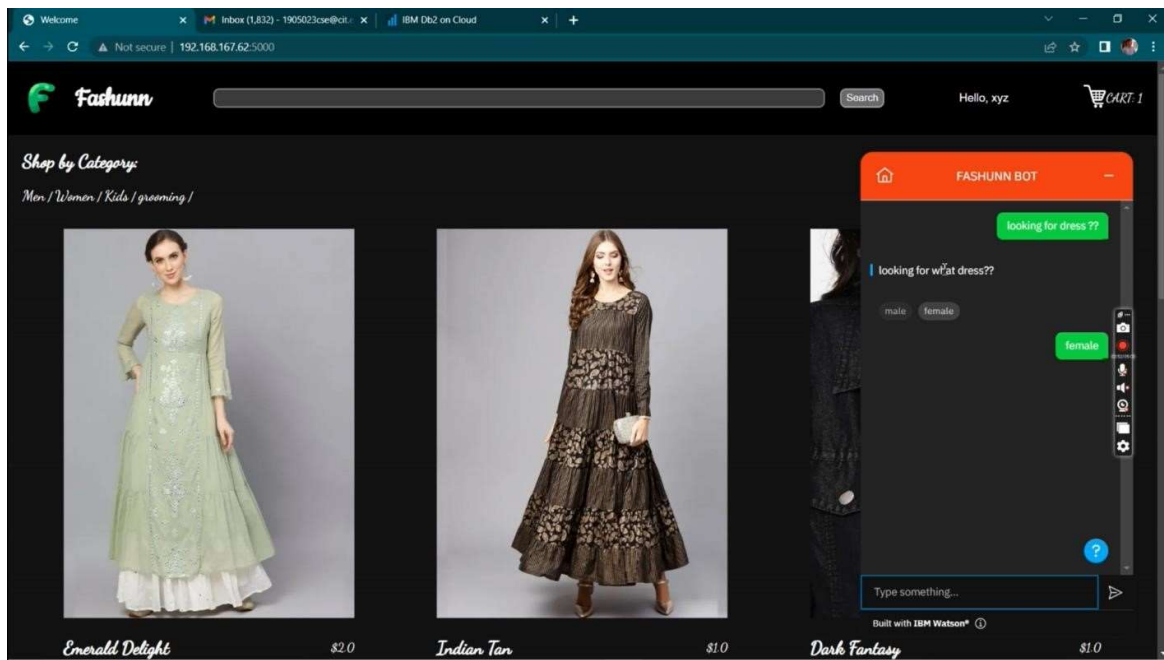 Welcome
Inbox (1,832) - 1905023cse@cit.
IBM Db2 on Cloud
Not secure | 192.168.167.62:5000
Fashunn
Search
Hello, xyz
CART: 1
Shop by Category:
Men / Women / Kids / grooming /
FASHUNN BOT
looking for dress ??
looking for what dress??
male
female
female
?
Type something...
Built with IBM Watson®
Emerald Delight
$2.0
Indian Tan
$1.0
Dark Fantasy
$1.0